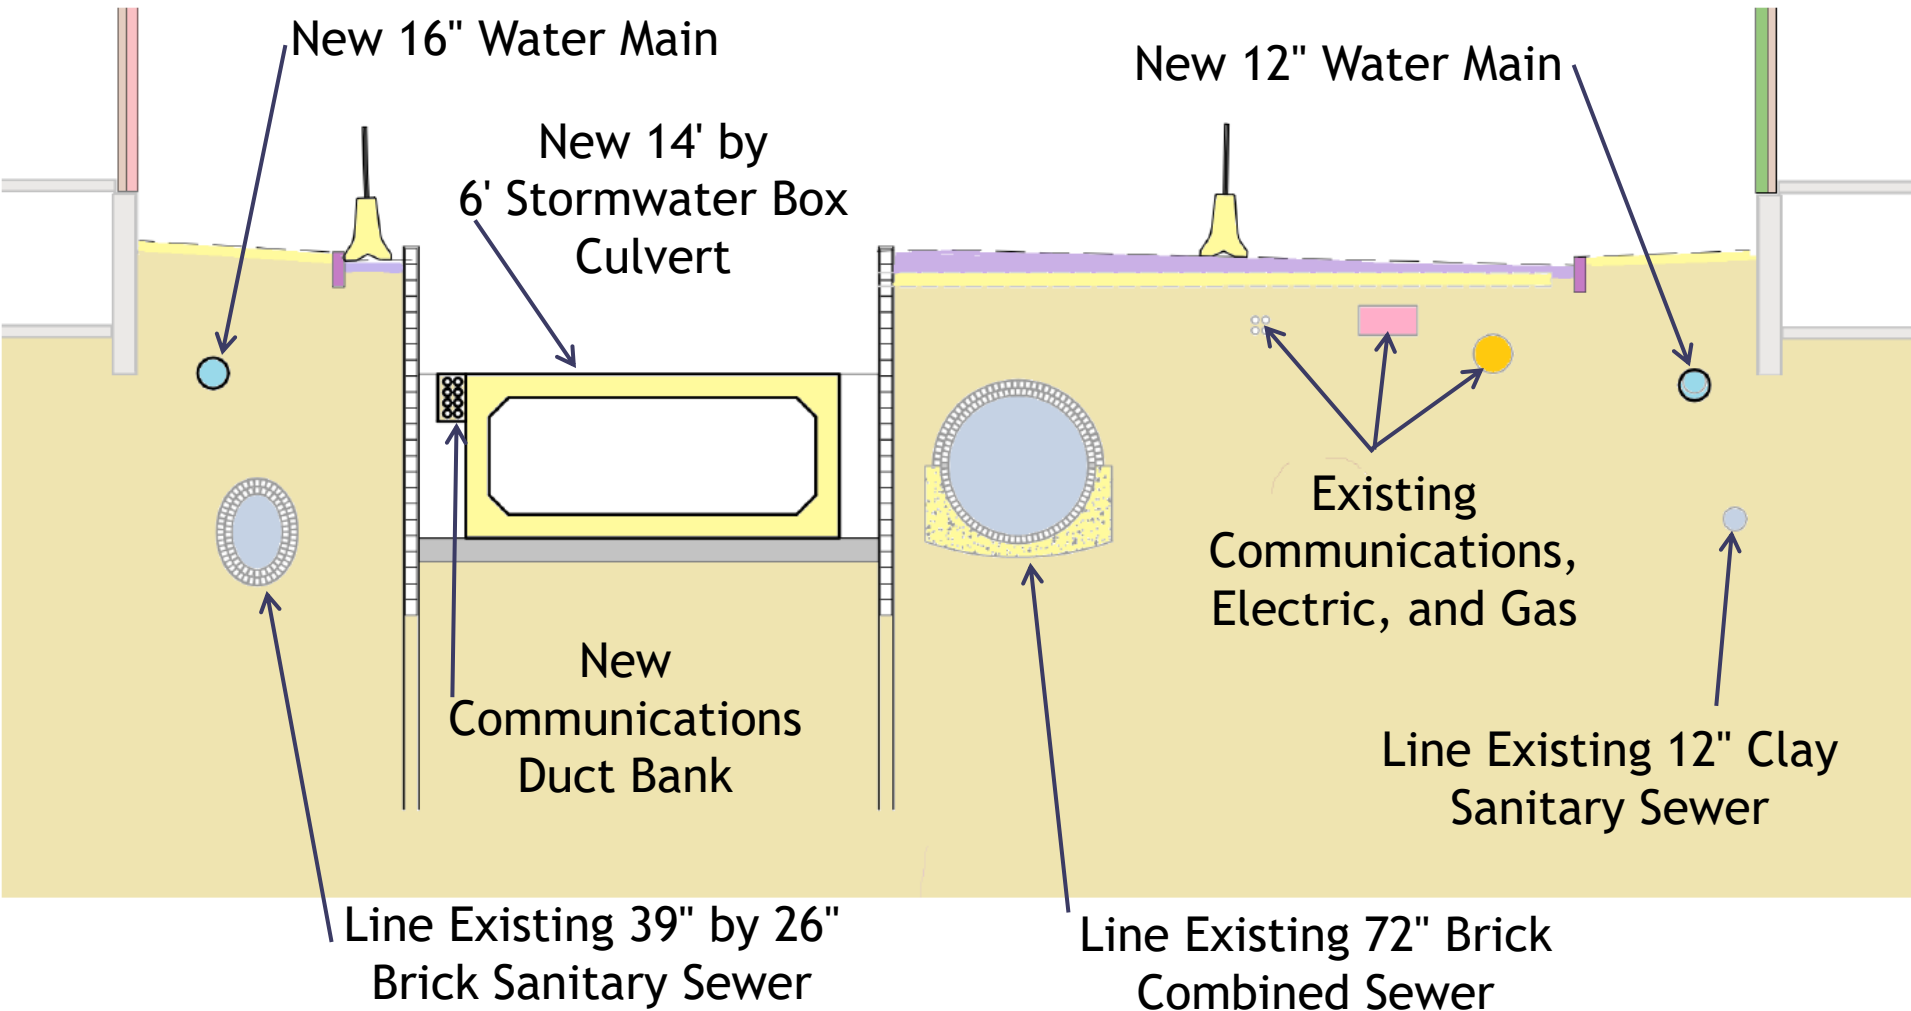 New 16" Water Main
New 12" Water Main
New 14' by
6' Stormwater Box
Culvert
Existing
Communications,
Electric, and Gas
New
Communications
Duct Bank
Line Existing 12" Clay
Sanitary Sewer
Line Existing 39" by 26"
Brick Sanitary Sewer
Line Existing 72" Brick
Combined Sewer